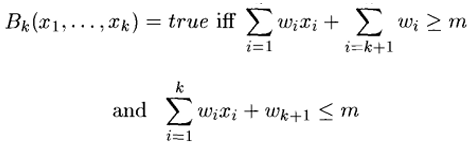 B_k(x_1, . . . , x_k) = true iff ∑_{i=1} w_i x_i + ∑_{i=k+1} w_i ≥ m
and ∑_{i=1}^{k} w_i x_i + w_{k+1} ≤ m